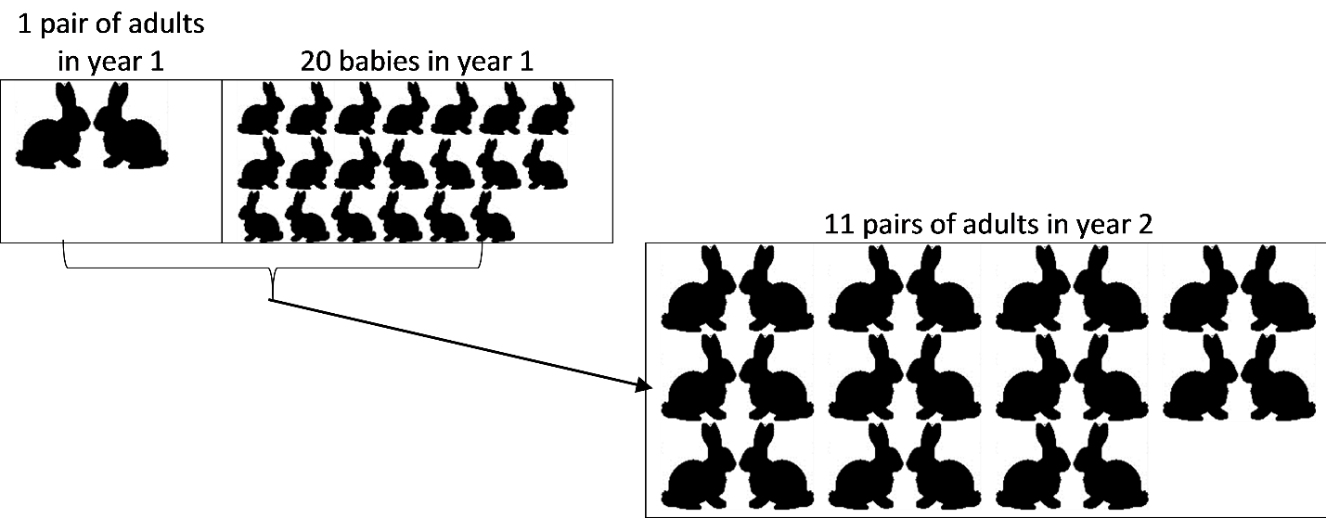 1 pair of adults
in year 1
20 babies in year 1
11 pairs of adults in year 2